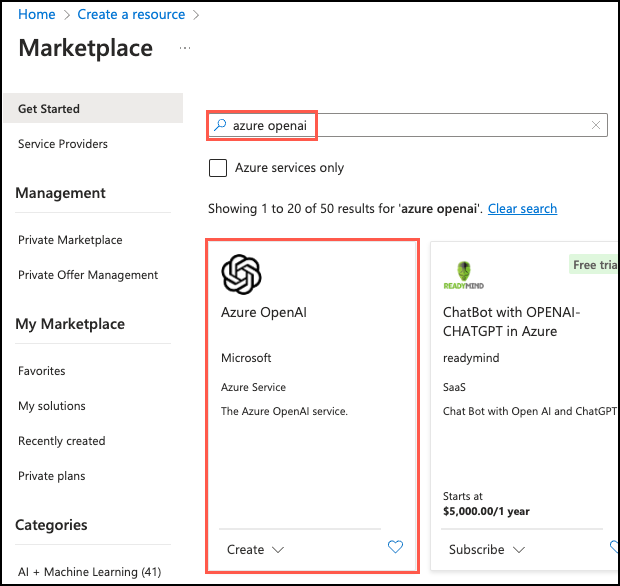 Home > Create a resource >
Marketplace ...
Get Started
Service Providers
Management
Private Marketplace
Private Offer Management
My Marketplace
Favorites
My solutions
Recently created
Private plans
Categories
AI + Machine Learning (41)
azure openai
Azure services only
Showing 1 to 20 of 50 results for 'azure openai'. Clear search
Azure OpenAI
Microsoft
Azure Service
The Azure OpenAI service.
Create
Free tria
READYMIND
ChatBot with OPENAI-
CHATGPT in Azure
readymind
SaaS
Chat Bot with Open AI and ChatGPT
Starts at
$5,000.00/1 year
Subscribe